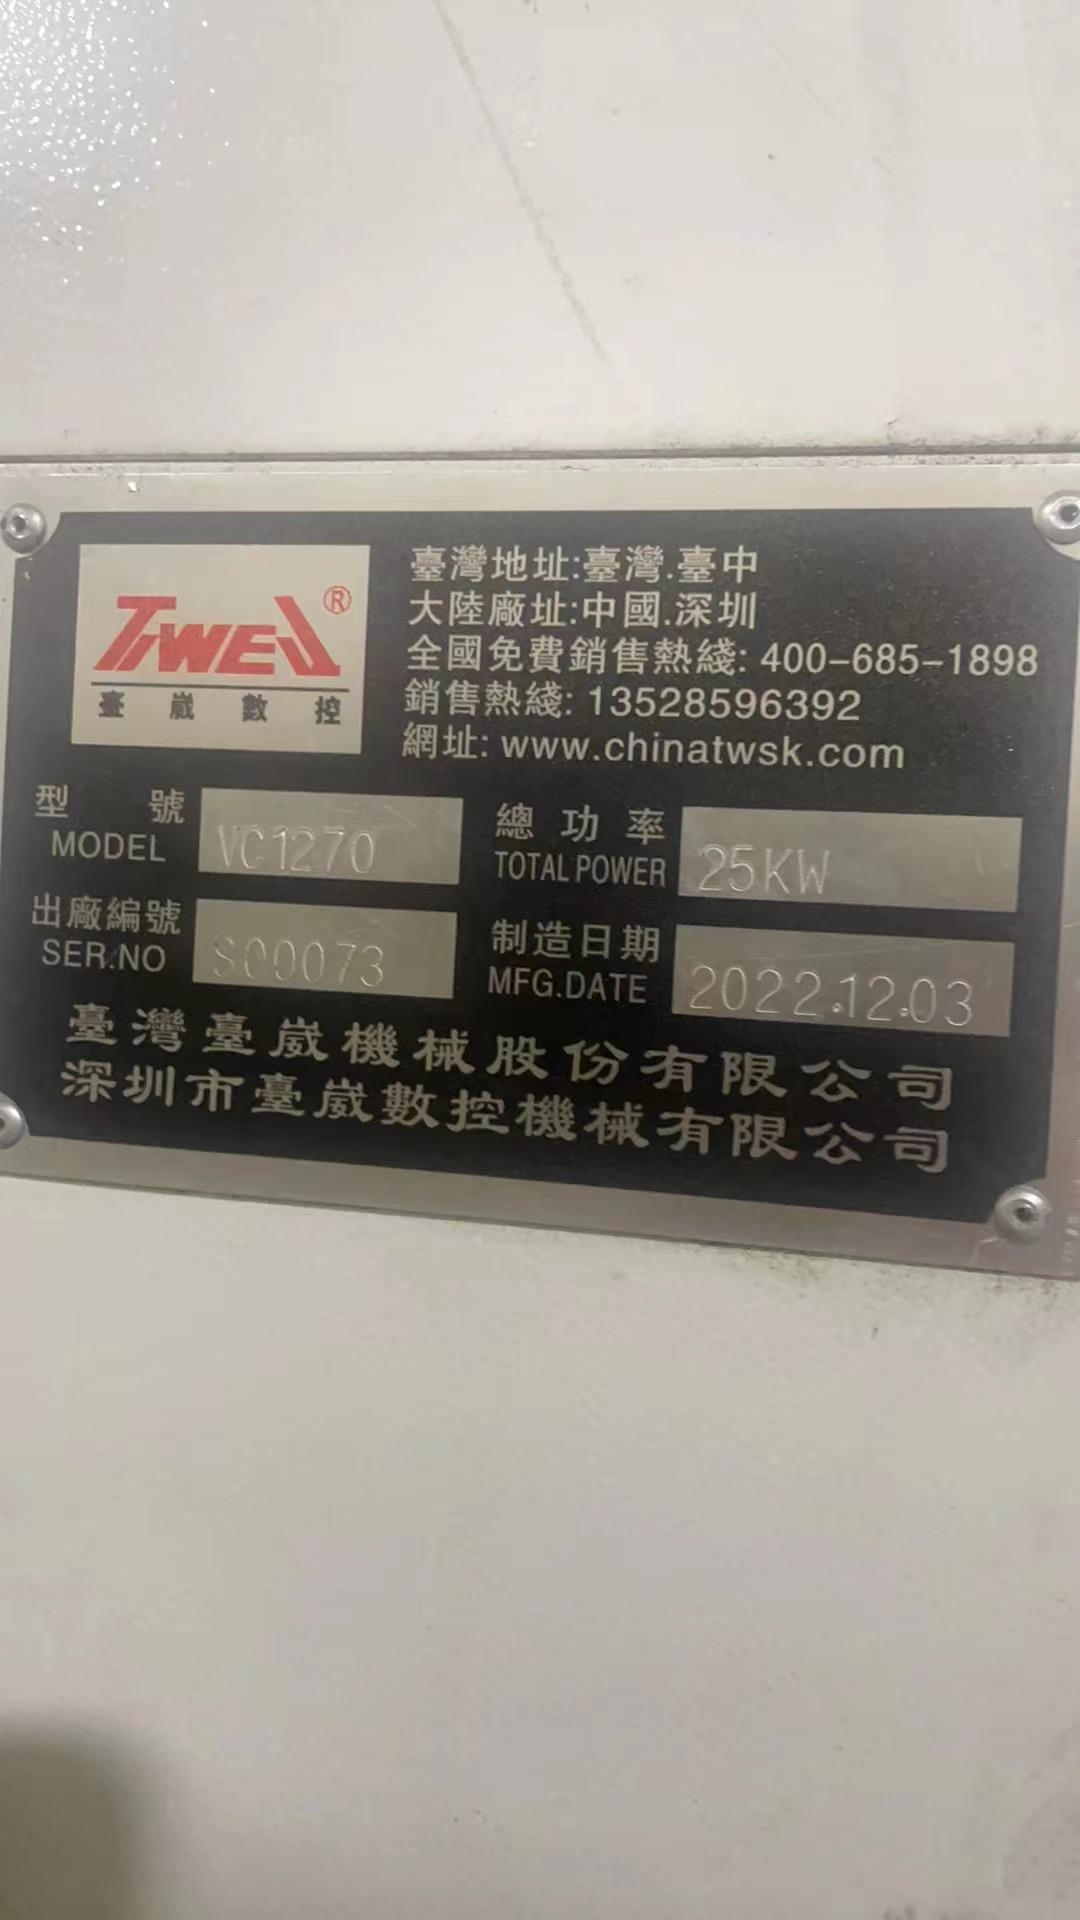 TWEI®
臺崴數控
臺灣地址:臺灣.臺中
大陸廠址:中國.深圳
全國免費銷售熱綫: 400-685-1898
銷售熱綫: 13528596392
網址: www.chinatwsk.com
型號 VC1270 總功率 25KW
MODEL TOTAL POWER
出廠編號 S00073 制造日期 2022.12.03
SER.NO MFG.DATE
臺灣臺崴機械股份有限公司
深圳市臺崴數控機械有限公司